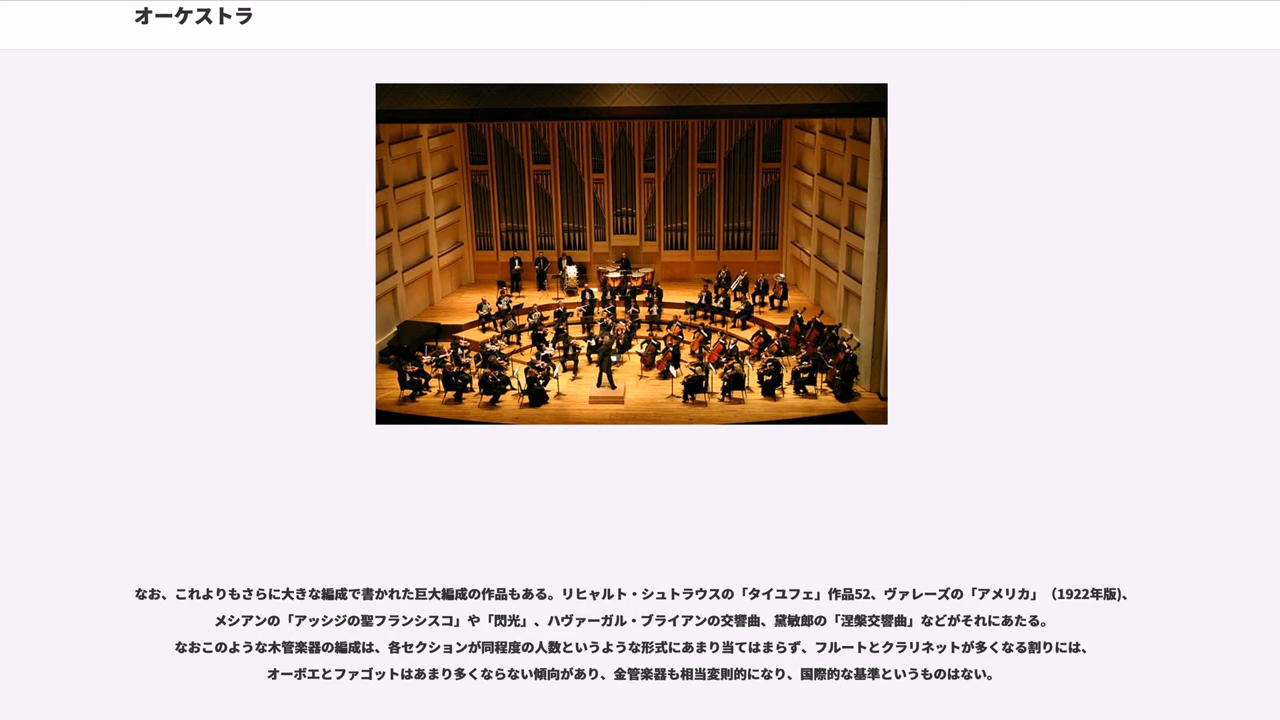 オーケストラ
なお、これよりもさらに大きな編成で書かれた巨大編成の作品もある。リヒャルト・シュトラウスの「タイユフェ」作品52、ヴァレーズの「アメリカ」（1922年版)、
メシアンの「アッシジの聖フランシスコ」や「閃光」、ハヴァーガル・ブライアンの交響曲、黛敏郎の「涅槃交響曲」などがそれにあたる。
なおこのような木管楽器の編成は、各セクションが同程度の人数というような形式にあまり当てはまらず、フルートとクラリネットが多くなる割りには、
オーボエとファゴットはあまり多くならない傾向があり、金管楽器も相当変則的になり、国際的な基準というものはない。